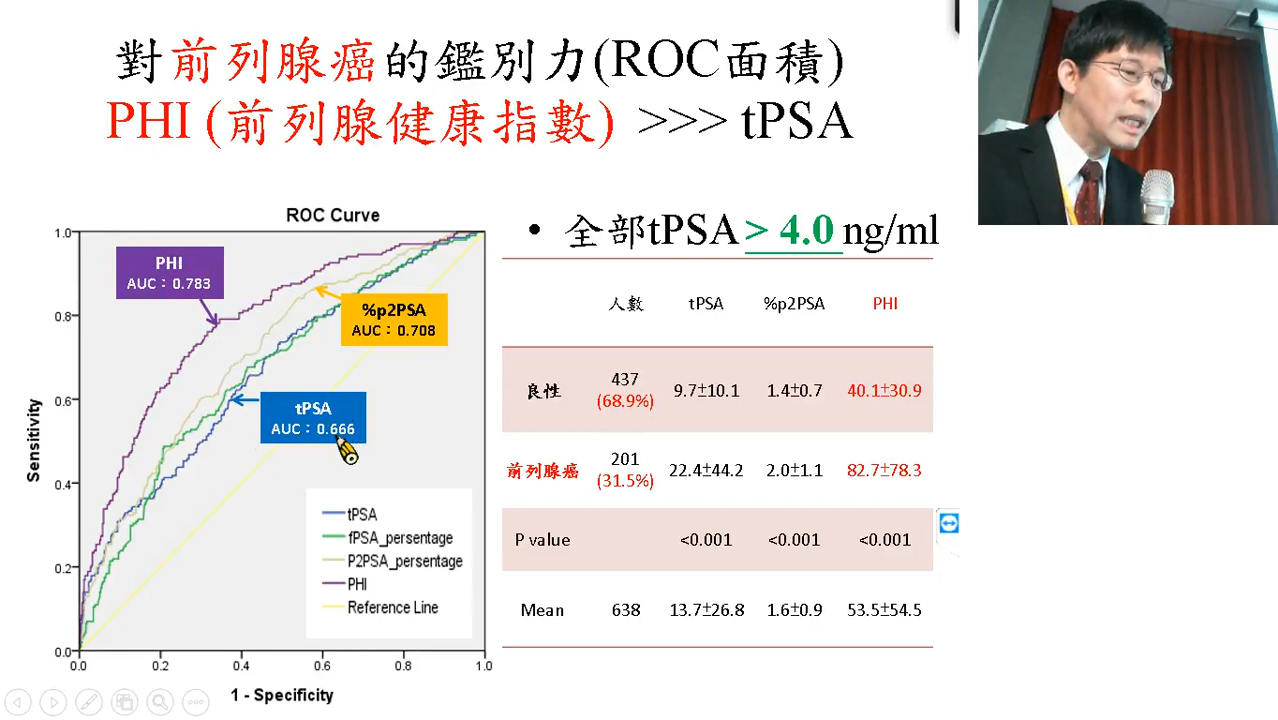 對前列腺癌的鑑別力(ROC面積)
PHI (前列腺健康指數) >>> tPSA
ROC Curve
1.0
0.8
0.6
0.4
0.2
0.0
0.0
0.2
0.4
0.6
0.8
1.0
Sensitivity
1 - Specificity
PHI
AUC：0.783
%p2PSA
AUC：0.708
tPSA
AUC：0.666
tPSA
fPSA_persentage
P2PSA_persentage
PHI
Reference Line
• 全部tPSA > 4.0 ng/ml
人數 tPSA %p2PSA PHI
良性 437 (68.9%) 9.7±10.1 1.4±0.7 40.1±30.9
前列腺癌 201 (31.5%) 22.4±44.2 2.0±1.1 82.7±78.3
P value <0.001 <0.001 <0.001
Mean 638 13.7±26.8 1.6±0.9 53.5±54.5